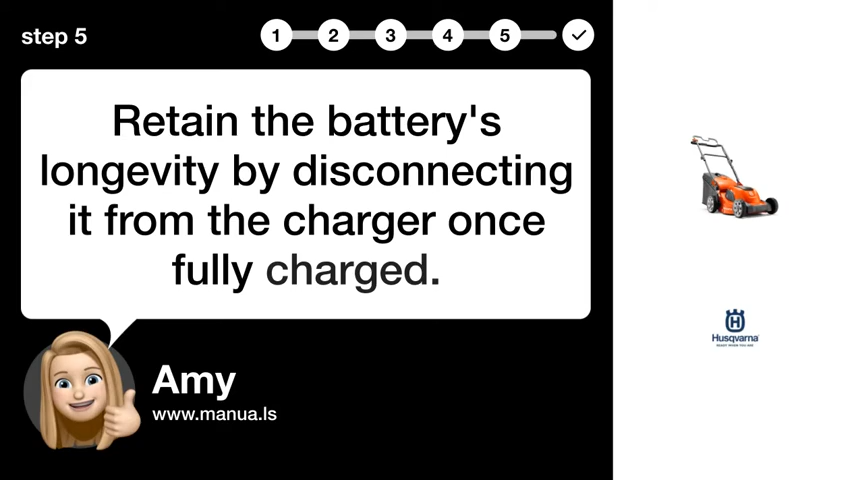 step 5
1 2 3 4 5
Retain the battery's
longevity by disconnecting
it from the charger once
fully charged.
Amy
www.manua.ls
H
Husqvarna